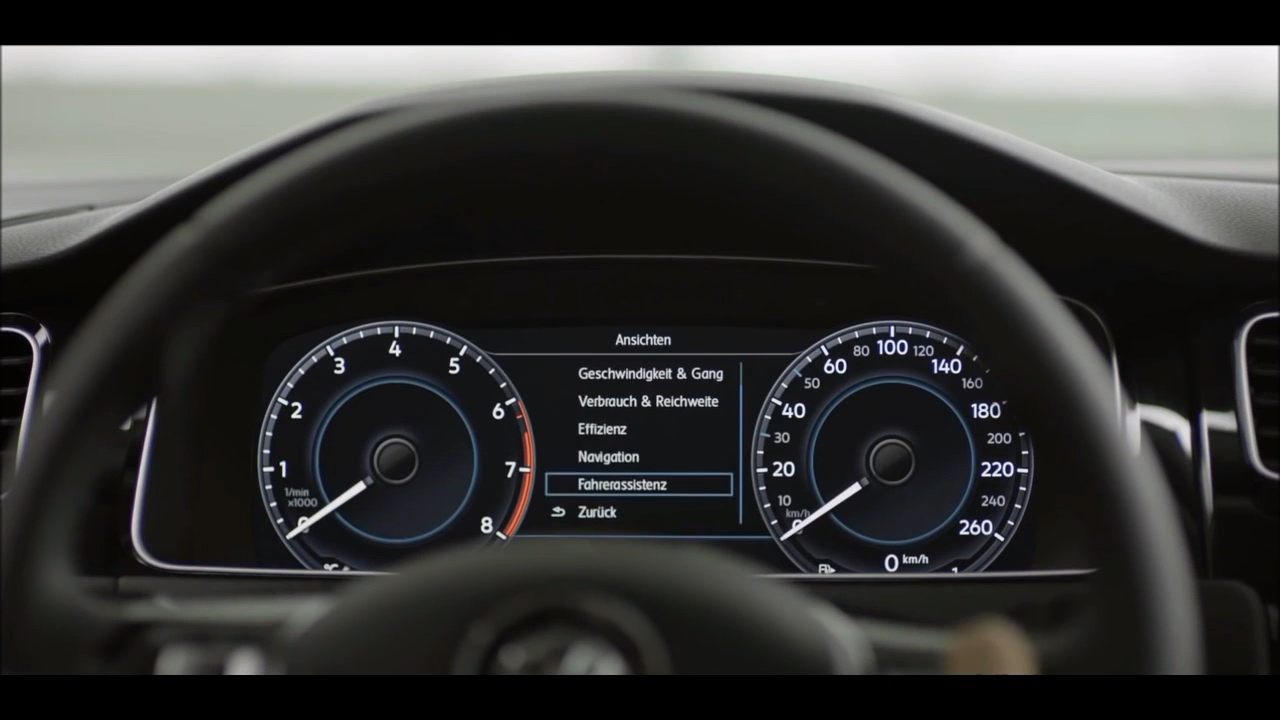 Ansichten
Geschwindigkeit & Gang
Verbrauch & Reichweite
Effizienz
Navigation
Fahrerassistenz
Zurück
0
1
2
3
4
5
6
7
8
1/min
x1000
0
10
20
30
40
50
60
80
100
120
140
160
180
200
220
240
260
km/h
0 km/h